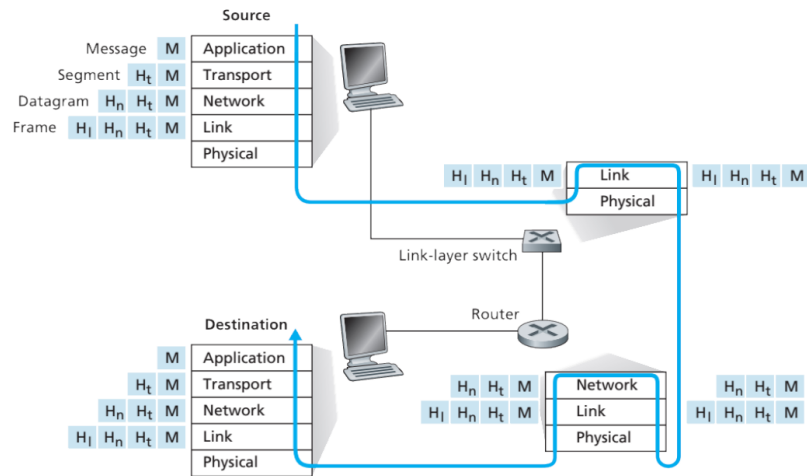 Source
Message M Application
Segment Ht M Transport
Datagram Hn Ht M Network
Frame Hl Hn Ht M Link
Physical
Hl Hn Ht M Link Hl Hn Ht M
Physical
Link-layer switch
Router
Destination
M Application
Ht M Transport
Hn Ht M Network
Hl Hn Ht M Link
Physical
Hn Ht M Network Hn Ht M
Hl Hn Ht M Link Hl Hn Ht M
Physical